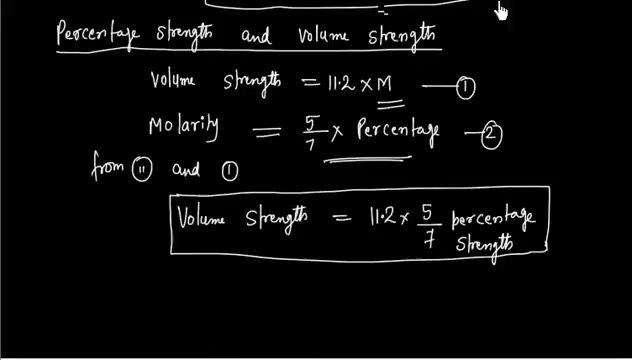 Percentage strength and volume strength
Volume strength = 11.2 × M —①
Molarity = 5/7 × Percentage —②
from ⑪ and ①
Volume strength = 11.2 × 5/7 percentage
strength